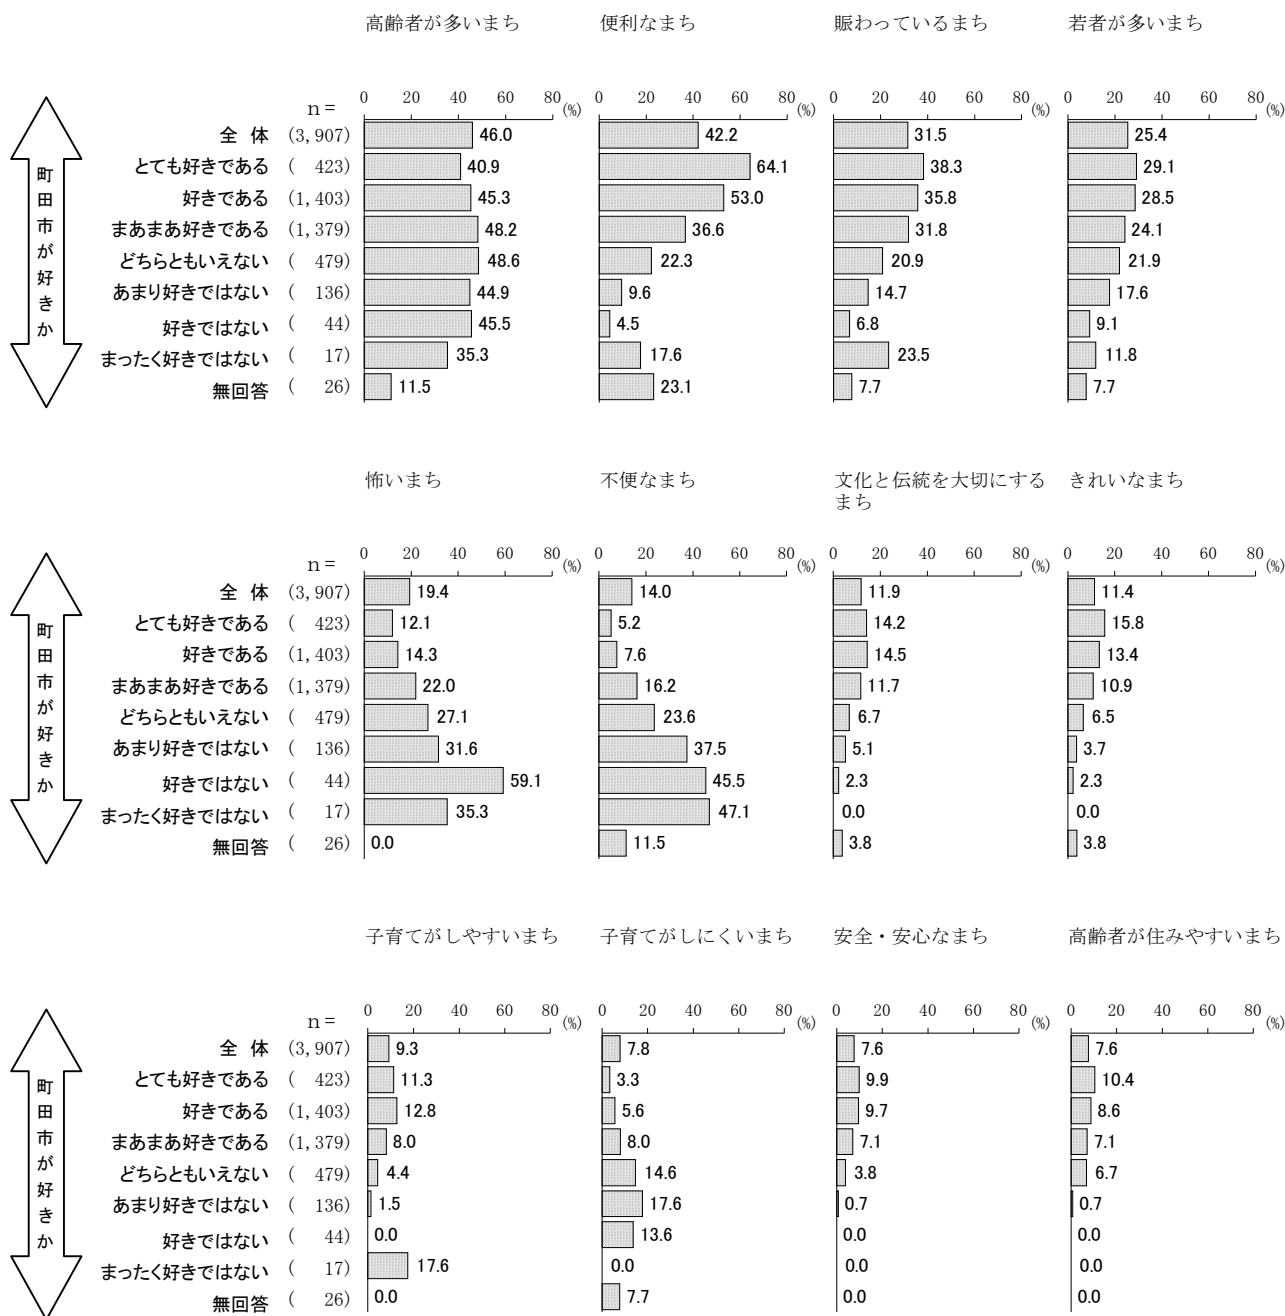 高齢者が多いまち 便利なまち 賑わっているまち 若者が多いまち
n＝ 0 20 40 60 80 (%) 0 20 40 60 80 (%) 0 20 40 60 80 (%) 0 20 40 60 80 (%)
町田市が好きか
全 体 (3,907) 46.0 42.2 31.5 25.4
とても好きである ( 423) 40.9 64.1 38.3 29.1
好きである (1,403) 45.3 53.0 35.8 28.5
まあまあ好きである (1,379) 48.2 36.6 31.8 24.1
どちらともいえない ( 479) 48.6 22.3 20.9 21.9
あまり好きではない ( 136) 44.9 9.6 14.7 17.6
好きではない ( 44) 45.5 4.5 6.8 9.1
まったく好きではない ( 17) 35.3 17.6 23.5 11.8
無回答 ( 26) 11.5 23.1 7.7 7.7
怖いまち 不便なまち 文化と伝統を大切にする きれいなまち
まち
n＝ 0 20 40 60 80 (%) 0 20 40 60 80 (%) 0 20 40 60 80 (%) 0 20 40 60 80 (%)
町田市が好きか
全 体 (3,907) 19.4 14.0 11.9 11.4
とても好きである ( 423) 12.1 5.2 14.2 15.8
好きである (1,403) 14.3 7.6 14.5 13.4
まあまあ好きである (1,379) 22.0 16.2 11.7 10.9
どちらともいえない ( 479) 27.1 23.6 6.7 6.5
あまり好きではない ( 136) 31.6 37.5 5.1 3.7
好きではない ( 44) 59.1 45.5 2.3 2.3
まったく好きではない ( 17) 35.3 47.1 0.0 0.0
無回答 ( 26) 0.0 11.5 3.8 3.8
子育てがしやすいまち 子育てがしにくいまち 安全・安心なまち 高齢者が住みやすいまち
n＝ 0 20 40 60 80 (%) 0 20 40 60 80 (%) 0 20 40 60 80 (%) 0 20 40 60 80 (%)
町田市が好きか
全 体 (3,907) 9.3 7.8 7.6 7.6
とても好きである ( 423) 11.3 3.3 9.9 10.4
好きである (1,403) 12.8 5.6 9.7 8.6
まあまあ好きである (1,379) 8.0 8.0 7.1 7.1
どちらともいえない ( 479) 4.4 14.6 3.8 6.7
あまり好きではない ( 136) 1.5 17.6 0.7 0.7
好きではない ( 44) 0.0 13.6 0.0 0.0
まったく好きではない ( 17) 17.6 0.0 0.0 0.0
無回答 ( 26) 0.0 7.7 0.0 0.0